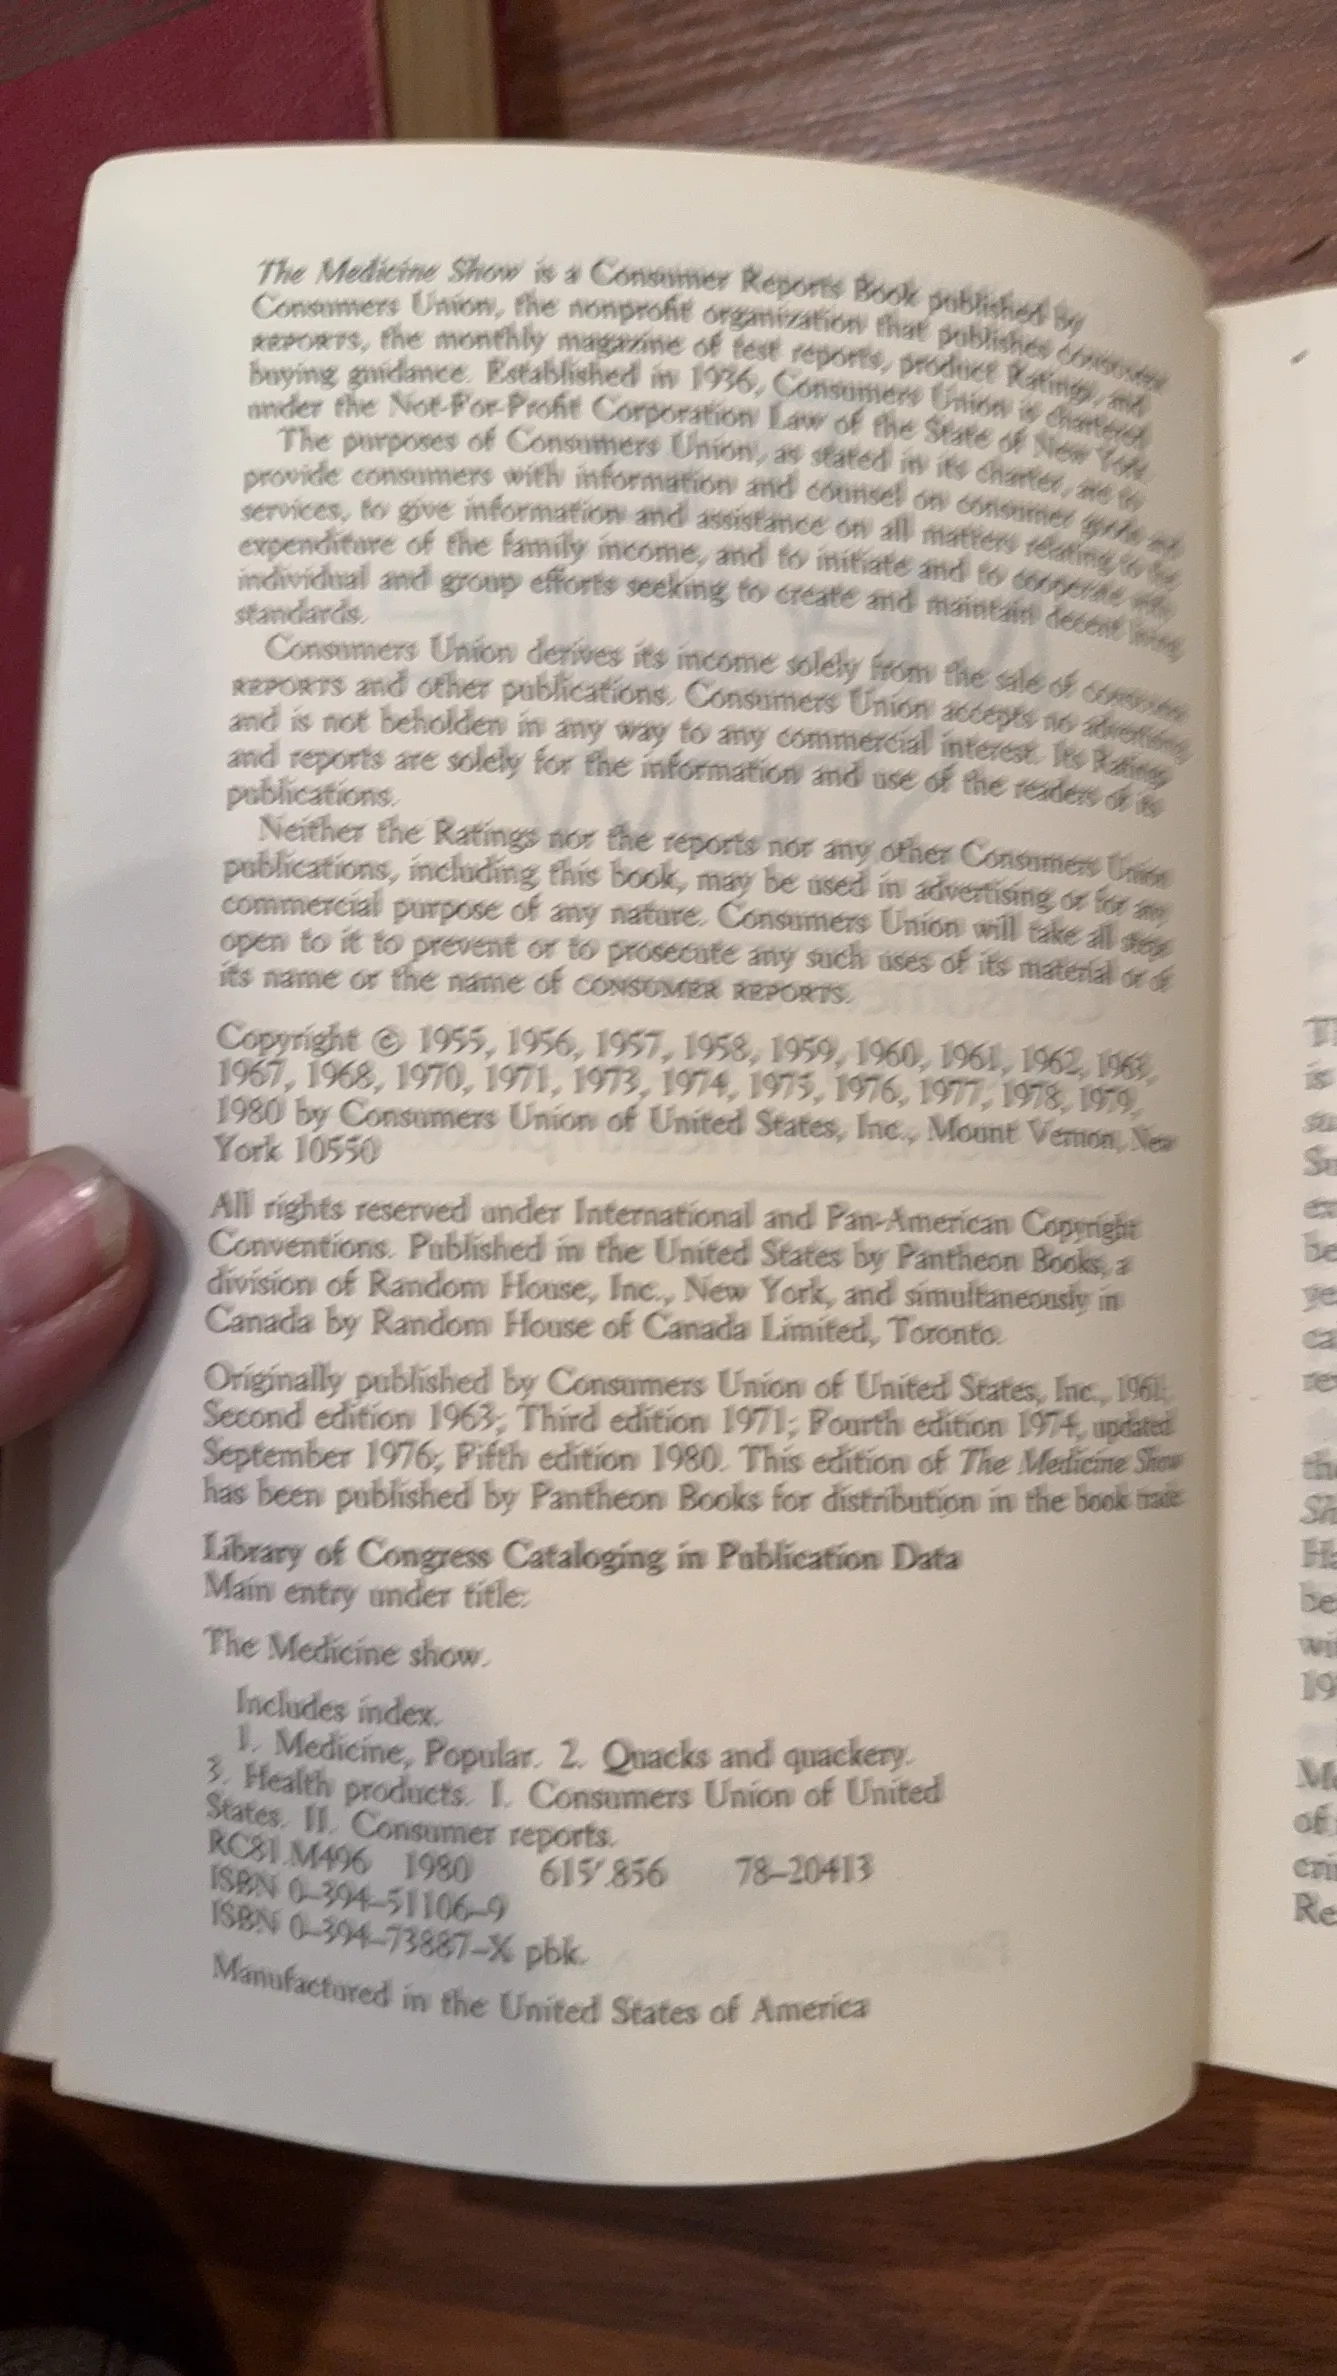 The Medicine Show is a Consumer Reports Book published by
Consumers Union, the nonprofit organization that publishes CONSUMER
REPORTS, the monthly magazine of test reports, product Ratings, and
buying guidance. Established in 1936, Consumers Union is chartered
under the Not-For-Profit Corporation Law of the State of New York.
The purposes of Consumers Union, as stated in its charter, are to
provide consumers with information and counsel on consumer goods and
services, to give information and assistance on all matters relating to the
expenditure of the family income, and to initiate and to cooperate with
individual and group efforts seeking to create and maintain decent living
standards.
Consumers Union derives its income solely from the sale of CONSUMER
REPORTS and other publications. Consumers Union accepts no advertising
and is not beholden in any way to any commercial interest. Its Ratings
and reports are solely for the information and use of the readers of its
publications.
Neither the Ratings nor the reports nor any other Consumers Union
publications, including this book, may be used in advertising or for any
commercial purpose of any nature. Consumers Union will take all steps
open to it to prevent or to prosecute any such uses of its material or of
its name or the name of CONSUMER REPORTS.
Copyright © 1955, 1956, 1957, 1958, 1959, 1960, 1961, 1962, 1963,
1967, 1968, 1970, 1971, 1973, 1974, 1975, 1976, 1977, 1978, 1979,
1980 by Consumers Union of United States, Inc., Mount Vernon, New
York 10550
All rights reserved under International and Pan-American Copyright
Conventions. Published in the United States by Pantheon Books, a
division of Random House, Inc., New York, and simultaneously in
Canada by Random House of Canada Limited, Toronto.
Originally published by Consumers Union of United States, Inc., 1961;
Second edition 1963; Third edition 1971; Fourth edition 1974, updated
September 1976; Fifth edition 1980. This edition of The Medicine Show
has been published by Pantheon Books for distribution in the book trade
Library of Congress Cataloging in Publication Data
Main entry under title:
The Medicine show.
Includes index.
1. Medicine, Popular. 2. Quacks and quackery.
3. Health products. I. Consumers Union of United
States. II. Consumer reports.
RC81.M496 1980 615'.856 78–20413
ISBN 0–394–51106–9
ISBN 0–394–73887–X pbk.
Manufactured in the United States of America